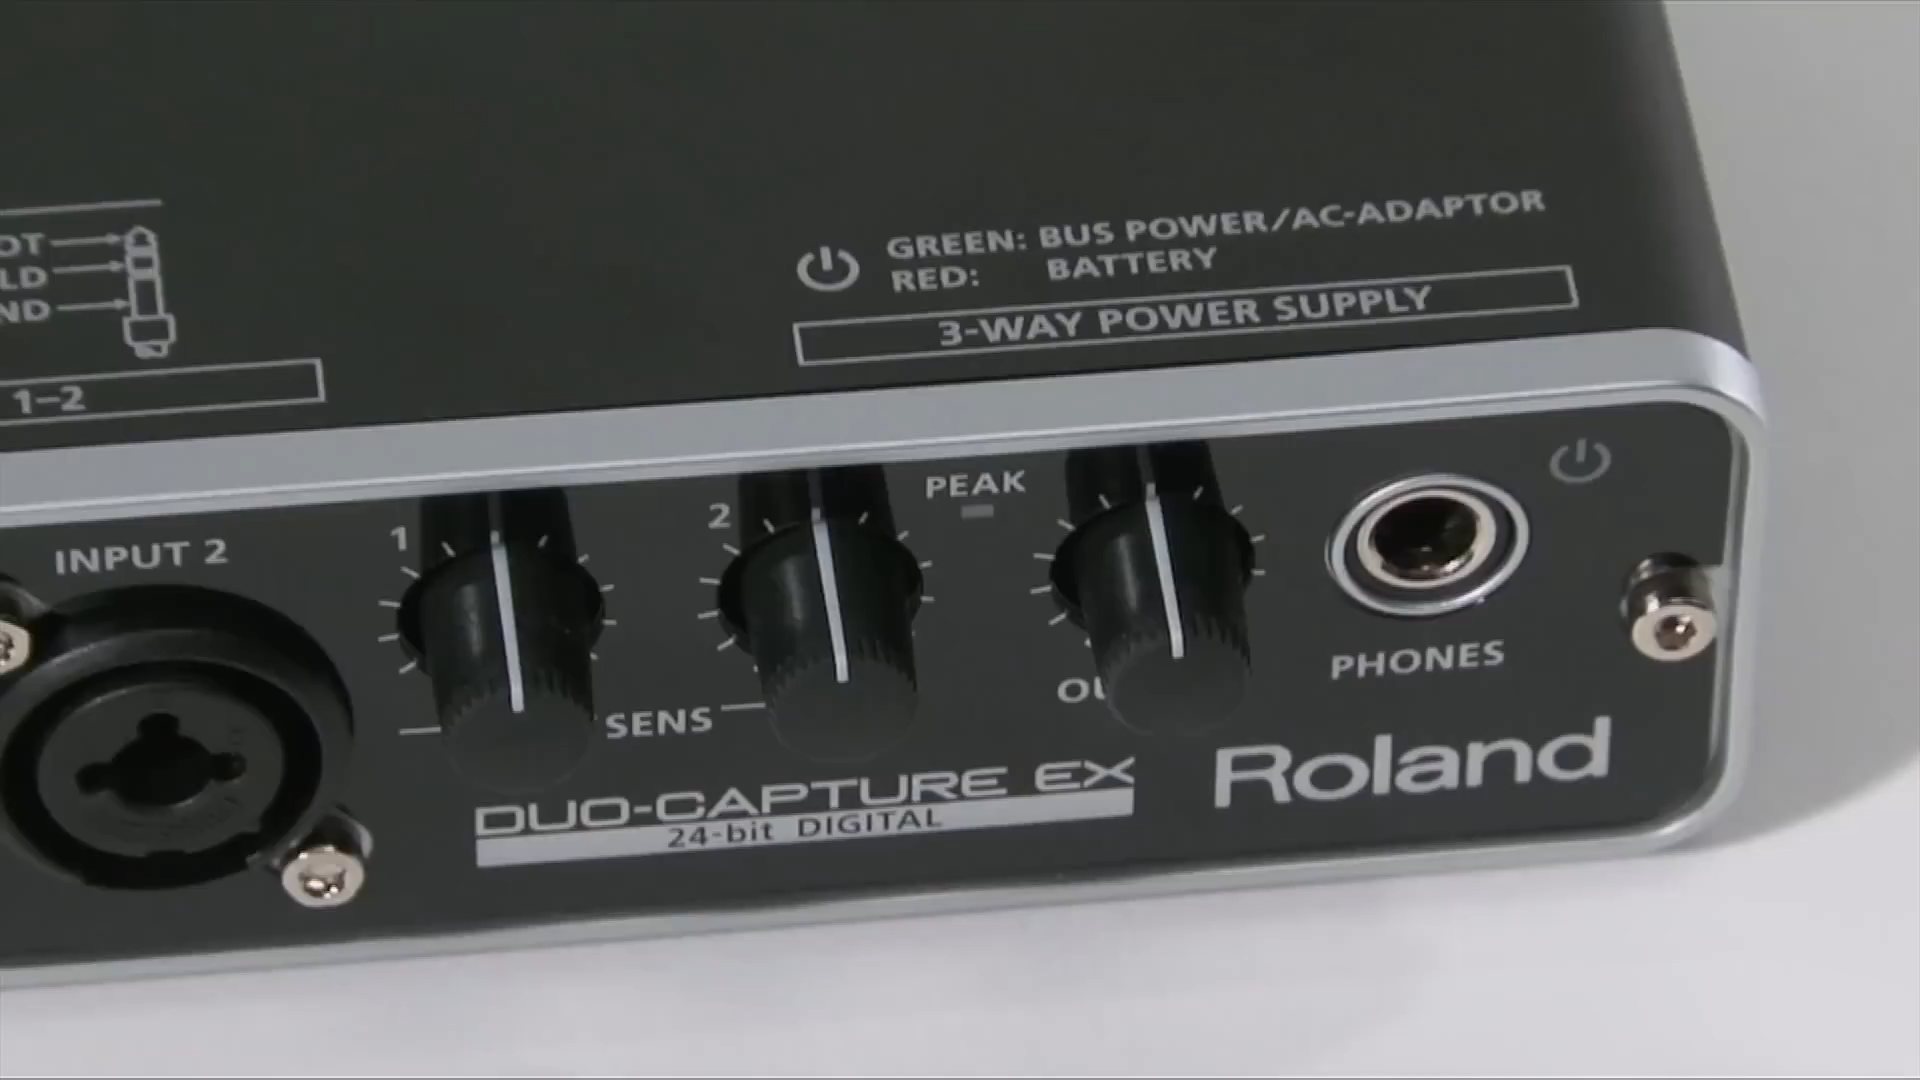 GREEN: BUS POWER/AC-ADAPTOR
RED: BATTERY
3-WAY POWER SUPPLY
1-2
INPUT 2
1
2
PEAK
SENS
PHONES
DUO-CAPTURE EX
24-bit DIGITAL
Roland